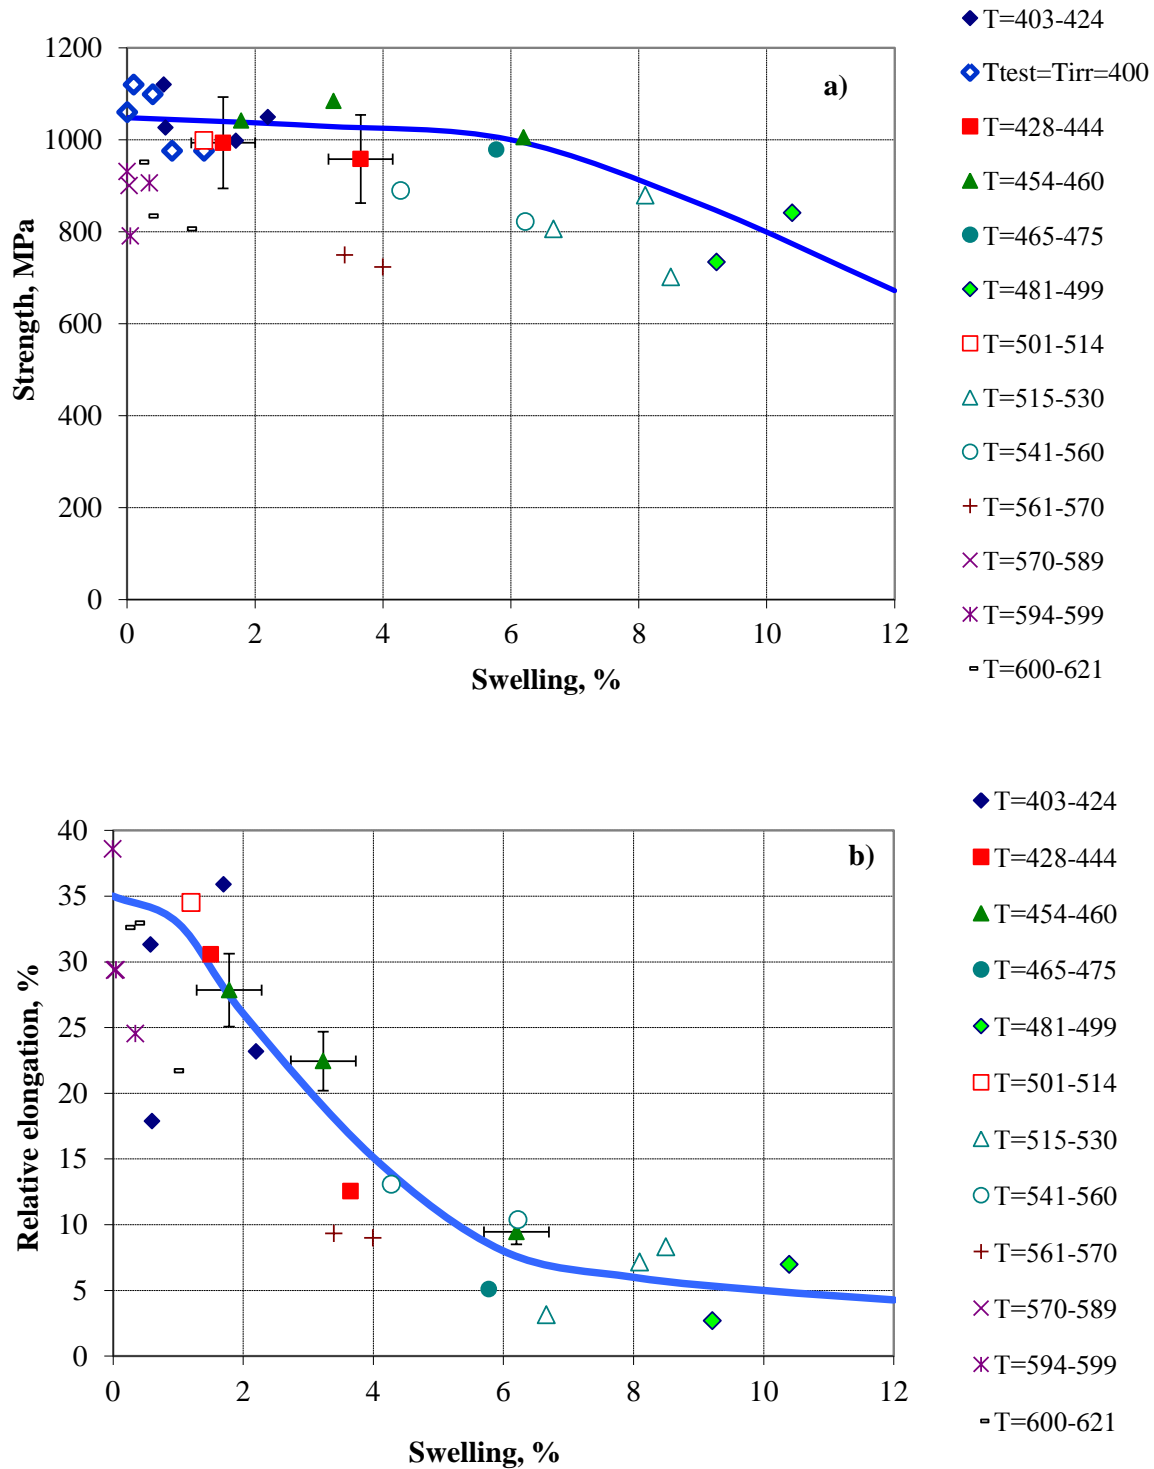 T=403-424
Ttest=Tirr=400
T=428-444
T=454-460
T=465-475
T=481-499
T=501-514
T=515-530
T=541-560
T=561-570
T=570-589
T=594-599
T=600-621
a)
1200
1000
800
600
400
200
0
Strength, MPa
0 2 4 6 8 10 12
Swelling, %
T=403-424
T=428-444
T=454-460
T=465-475
T=481-499
T=501-514
T=515-530
T=541-560
T=561-570
T=570-589
T=594-599
T=600-621
b)
40
35
30
25
20
15
10
5
0
Relative elongation, %
0 2 4 6 8 10 12
Swelling, %